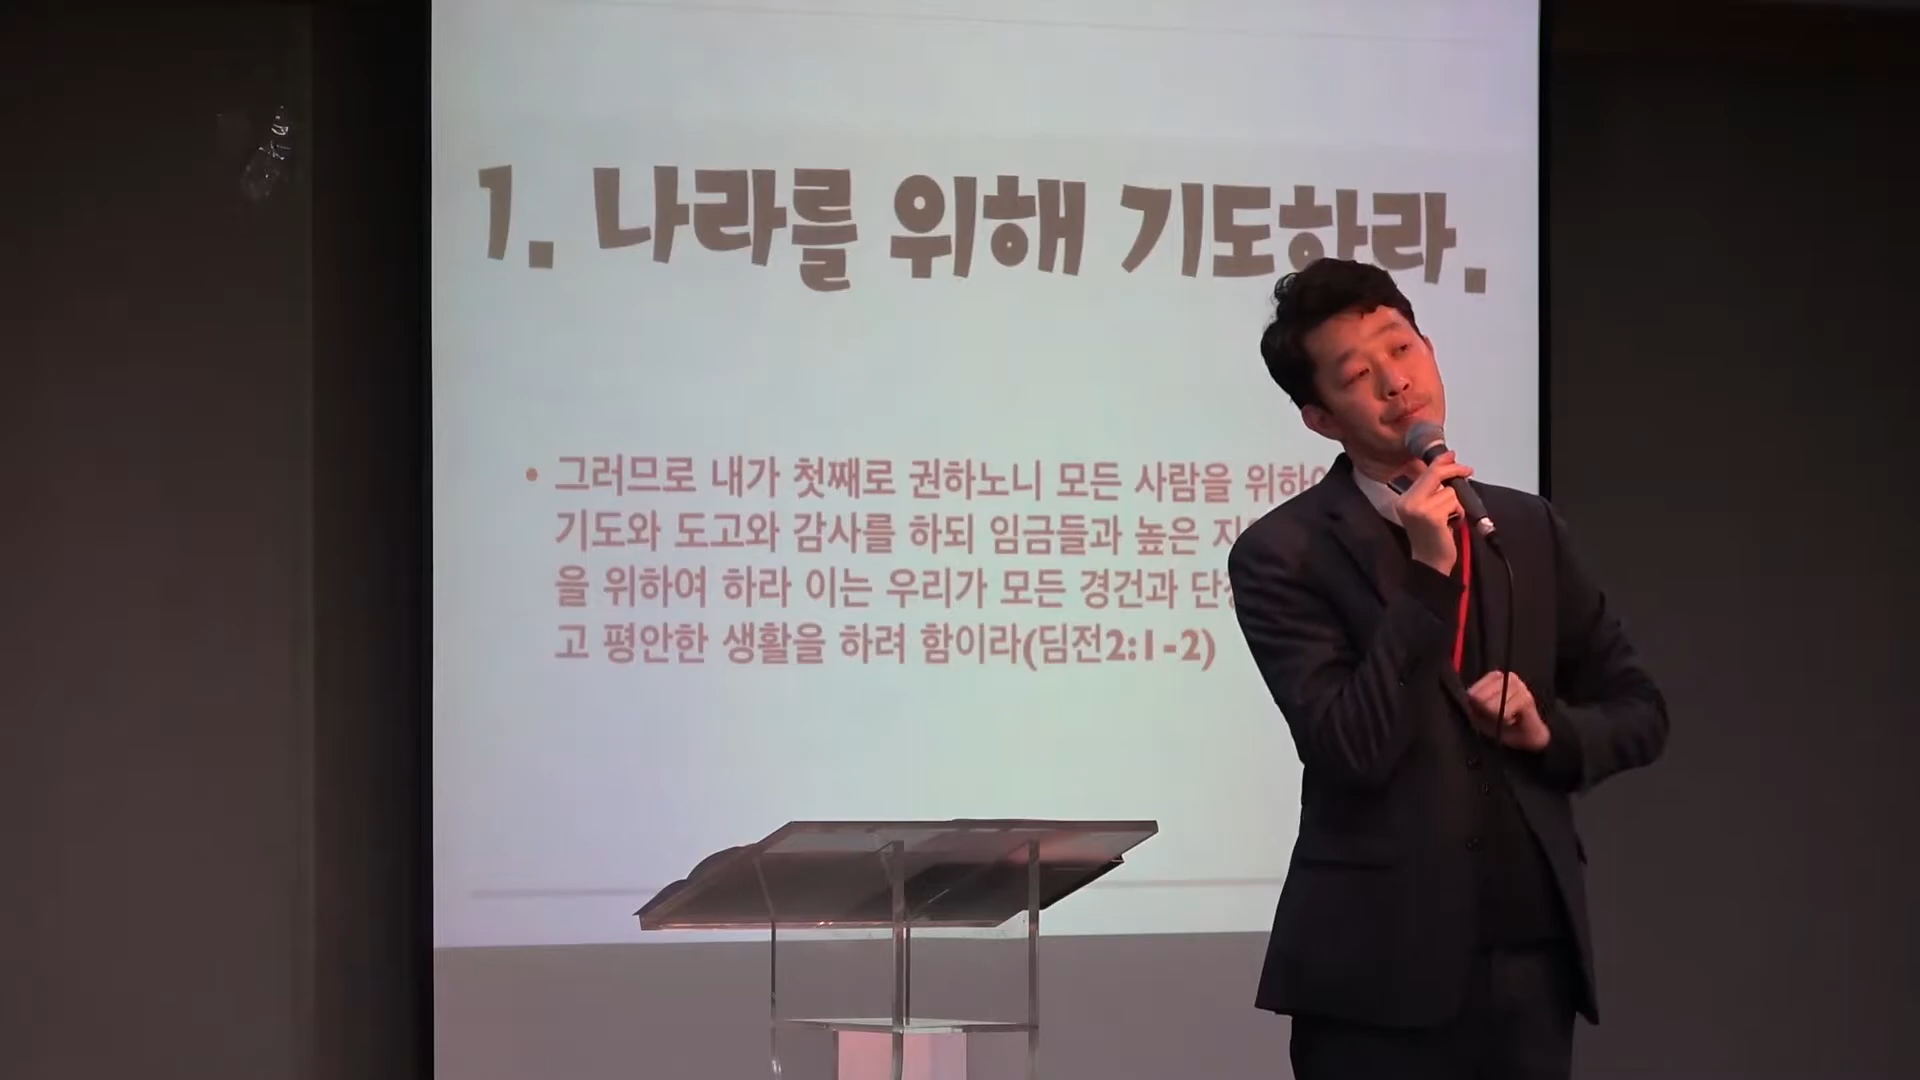 1. 나라를 위해 기도하라.
• 그러므로 내가 첫째로 권하노니 모든 사람을
기도와 도고와 감사를 하되 임금들과 높은
을 위하여 하라 이는 우리가 모든 경건과
고 평안한 생활을 하려 함이라(딤전2:1-2)